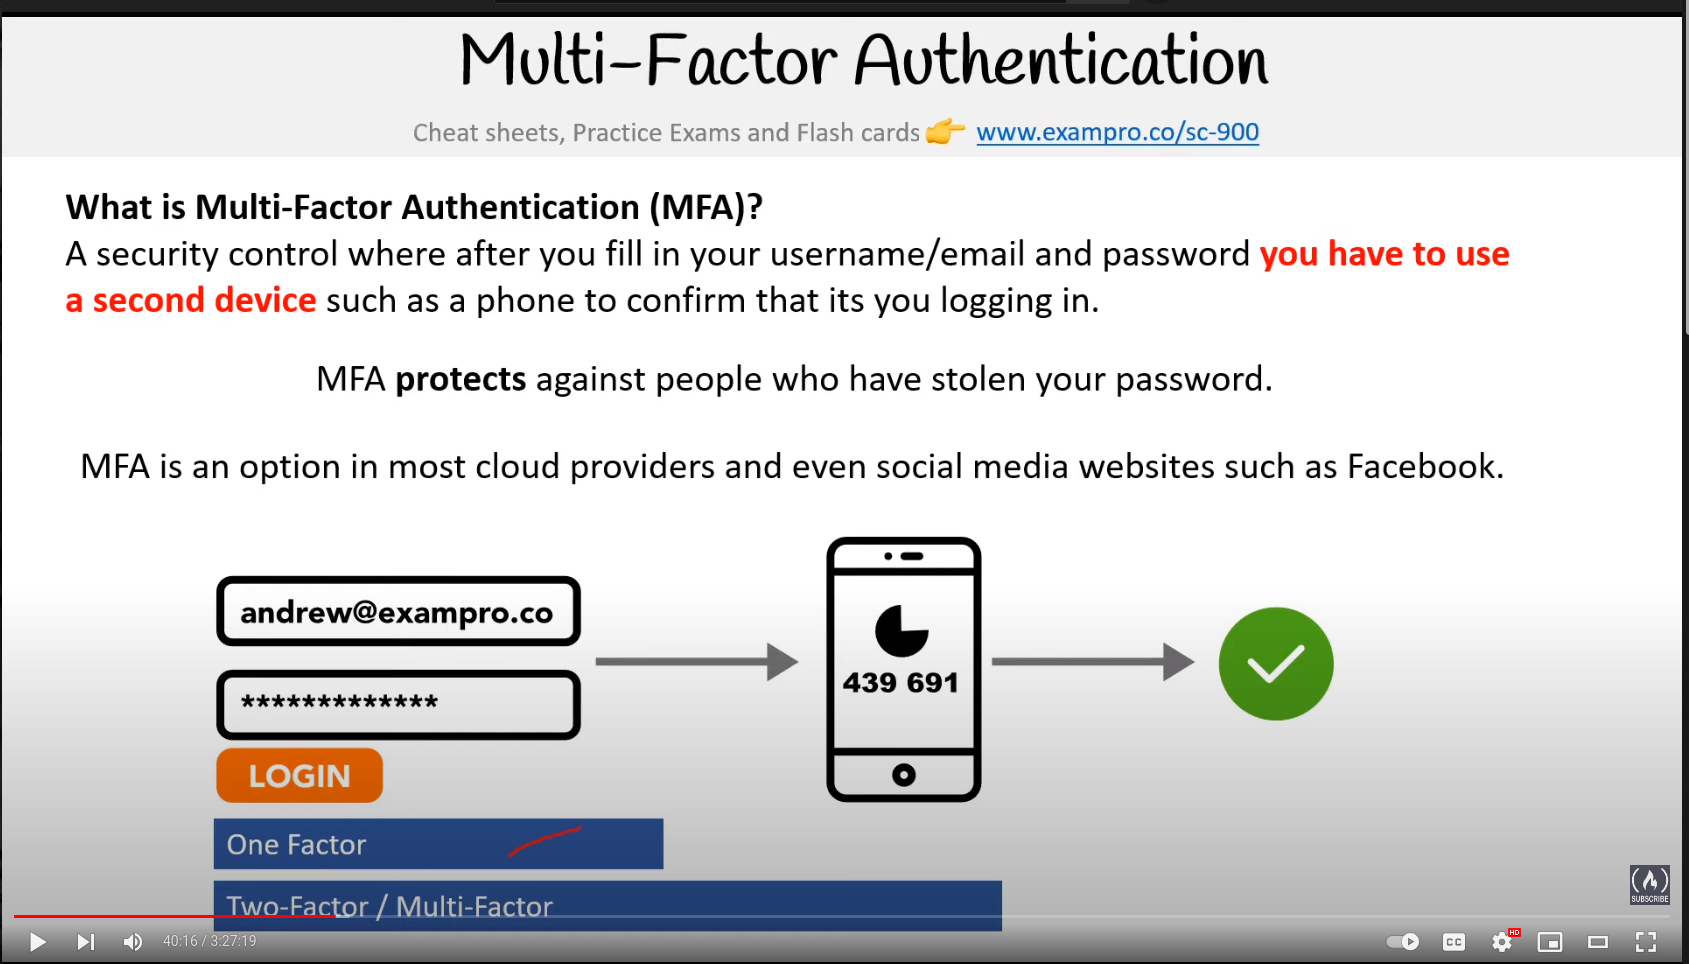 Multi-Factor Authentication
Cheat sheets, Practice Exams and Flash cards 👉 www.exampro.co/sc-900
What is Multi-Factor Authentication (MFA)?
A security control where after you fill in your username/email and password you have to use
a second device such as a phone to confirm that its you logging in.
MFA protects against people who have stolen your password.
MFA is an option in most cloud providers and even social media websites such as Facebook.
andrew@exampro.co
*************
LOGIN
439 691
One Factor
Two-Factor / Multi-Factor
SUBSCRIBE
40:16 / 3:27:19
CC
HD